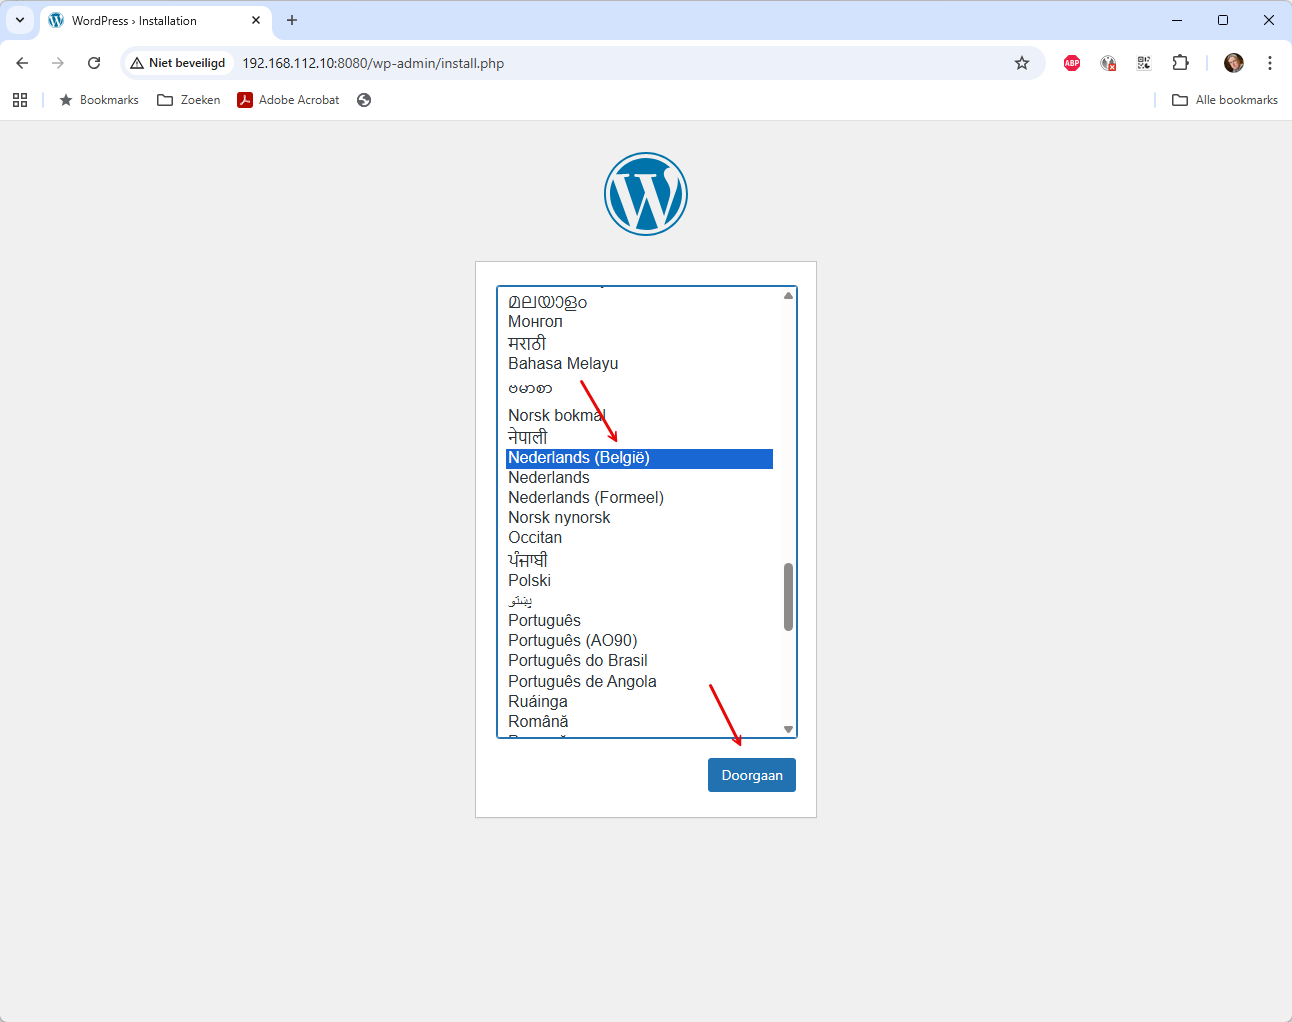 WordPress › Installation
Niet beveiligd
192.168.112.10:8080/wp-admin/install.php
ABP
Bookmarks
Zoeken
Adobe Acrobat
Alle bookmarks
മലയാളം
Монгол
मराठी
Bahasa Melayu
ဗမာစာ
Norsk bokmål
नेपाली
Nederlands (België)
Nederlands
Nederlands (Formeel)
Norsk nynorsk
Occitan
ਪੰਜਾਬੀ
Polski
پښتو
Português
Português (AO90)
Português do Brasil
Português de Angola
Ruáinga
Română
Doorgaan